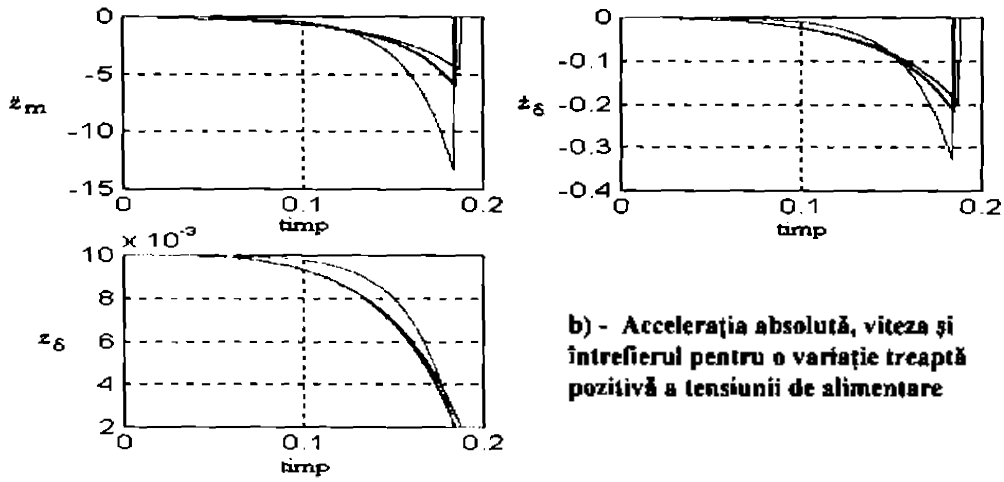 0
-5
-10
-15
z̈m
0
0.1
0.2
timp
0
-0.1
-0.2
-0.3
-0.4
żδ
0
0.1
0.2
timp
× 10⁻³
10
8
6
4
2
zδ
0
0.1
0.2
timp
b) - Accelerația absolută, viteza și
întrefierul pentru o variație treaptă
pozitivă a tensiunii de alimentare